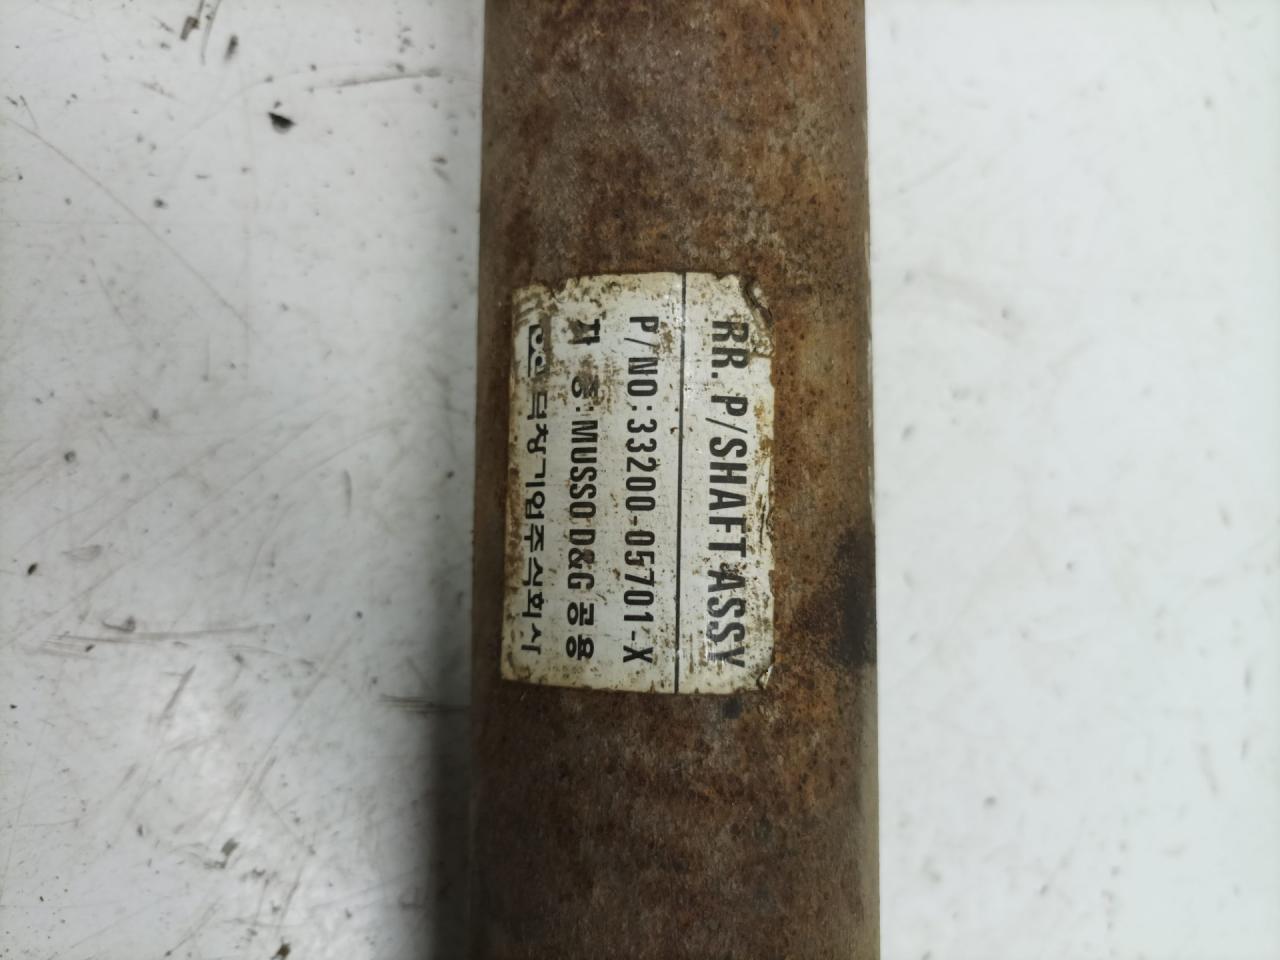 RR. P/SHAFT ASSY
P/NO:33200-05701-X
차 종:MUSSO D&G 공용
덕청기업주식회사